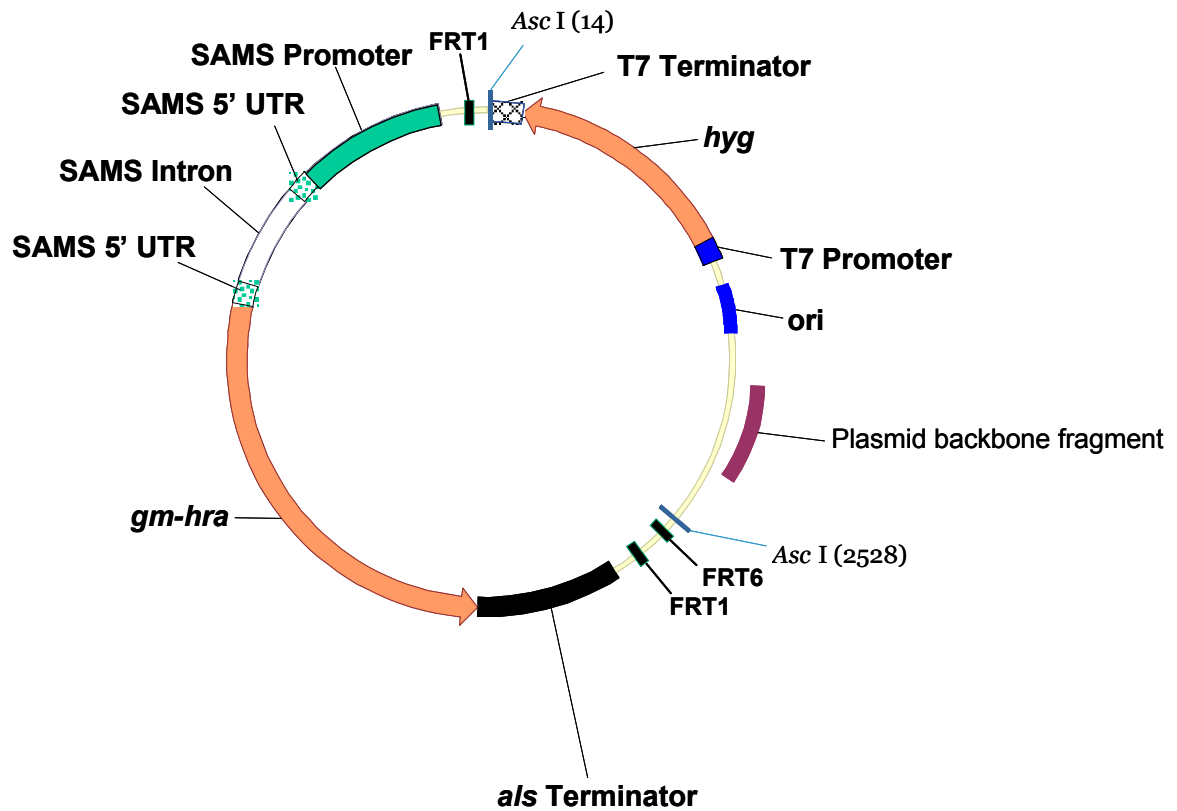 Asc I (14)
FRT1
SAMS Promoter
T7 Terminator
SAMS 5’ UTR
hyg
SAMS Intron
SAMS 5’ UTR
T7 Promoter
ori
Plasmid backbone fragment
gm-hra
Asc I (2528)
FRT6
FRT1
als Terminator